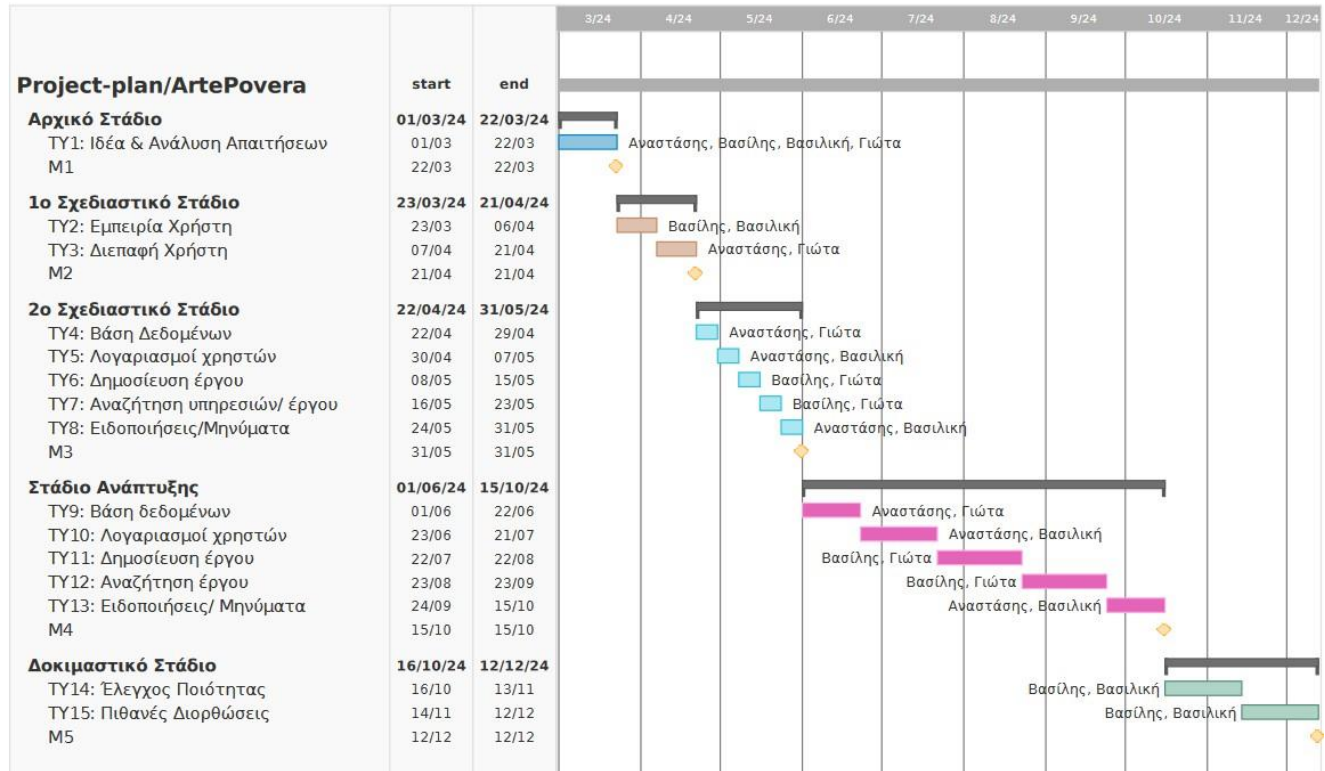 3/24 4/24 5/24 6/24 7/24 8/24 9/24 10/24 11/24 12/24
Project-plan/ArtePovera start end
Αρχικό Στάδιο 01/03/24 22/03/24
ΤΥ1: Ιδέα & Ανάλυση Απαιτήσεων 01/03 22/03 Αναστάσης, Βασίλης, Βασιλική, Γιώτα
M1 22/03 22/03
1ο Σχεδιαστικό Στάδιο 23/03/24 21/04/24
ΤΥ2: Εμπειρία Χρήστη 23/03 06/04 Βασίλης, Βασιλική
ΤΥ3: Διεπαφή Χρήστη 07/04 21/04 Αναστάσης, Γιώτα
M2 21/04 21/04
2ο Σχεδιαστικό Στάδιο 22/04/24 31/05/24
ΤΥ4: Βάση Δεδομένων 22/04 29/04 Αναστάσης, Γιώτα
ΤΥ5: Λογαριασμοί χρηστών 30/04 07/05 Αναστάσης, Βασιλική
ΤΥ6: Δημοσίευση έργου 08/05 15/05 Βασίλης, Γιώτα
ΤΥ7: Αναζήτηση υπηρεσιών/ έργου 16/05 23/05 Βασίλης, Γιώτα
ΤΥ8: Ειδοποιήσεις/Μηνύματα 24/05 31/05 Αναστάσης, Βασιλική
M3 31/05 31/05
Στάδιο Ανάπτυξης 01/06/24 15/10/24
ΤΥ9: Βάση δεδομένων 01/06 22/06 Αναστάσης, Γιώτα
ΤΥ10: Λογαριασμοί χρηστών 23/06 21/07 Αναστάσης, Βασιλική
ΤΥ11: Δημοσίευση έργου 22/07 22/08 Βασίλης, Γιώτα
ΤΥ12: Αναζήτηση έργου 23/08 23/09 Βασίλης, Γιώτα
ΤΥ13: Ειδοποιήσεις/ Μηνύματα 24/09 15/10 Αναστάσης, Βασιλική
M4 15/10 15/10
Δοκιμαστικό Στάδιο 16/10/24 12/12/24
ΤΥ14: Έλεγχος Ποιότητας 16/10 13/11 Βασίλης, Βασιλική
ΤΥ15: Πιθανές Διορθώσεις 14/11 12/12 Βασίλης, Βασιλική
M5 12/12 12/12